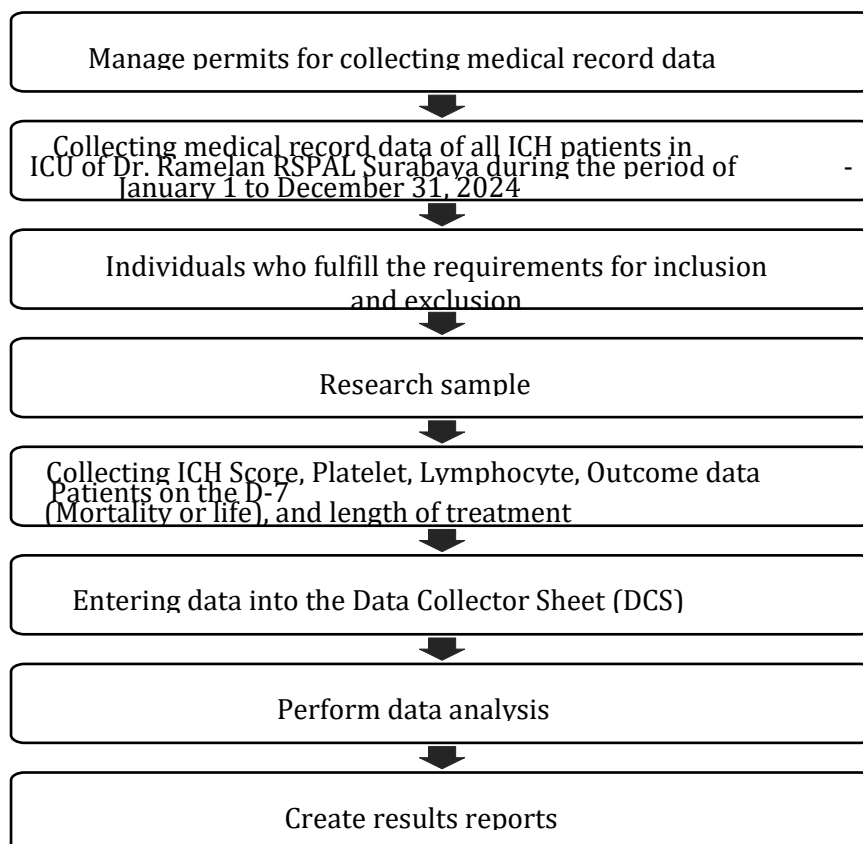 Manage permits for collecting medical record data
Collecting medical record data of all ICH patients in
ICU of Dr. Ramelan RSPAL Surabaya during the period of -
January 1 to December 31, 2024
Individuals who fulfill the requirements for inclusion
and exclusion
Research sample
Collecting ICH Score, Platelet, Lymphocyte, Outcome data
Patients on the D-7
(Mortality or life), and length of treatment
Entering data into the Data Collector Sheet (DCS)
Perform data analysis
Create results reports